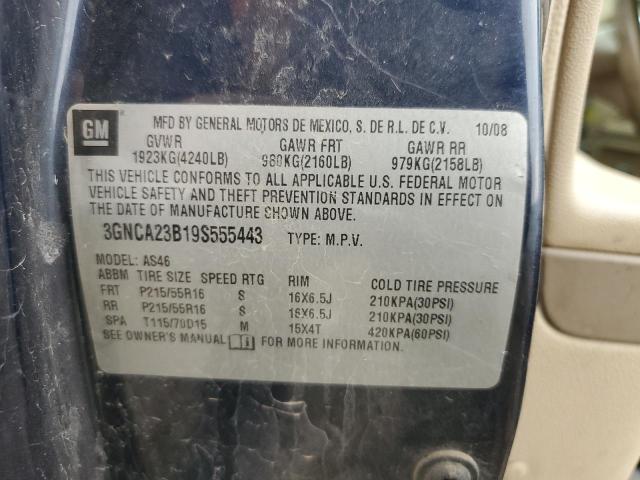 GM
MFD BY GENERAL MOTORS DE MEXICO, S. DE R.L. DE C.V. 10/08
GVWR GAWR FRT GAWR RR
1923KG(4240LB) 980KG(2160LB) 979KG(2158LB)
THIS VEHICLE CONFORMS TO ALL APPLICABLE U.S. FEDERAL MOTOR
VEHICLE SAFETY AND THEFT PREVENTION STANDARDS IN EFFECT ON
THE DATE OF MANUFACTURE SHOWN ABOVE.
3GNCA23B19S555443 TYPE: M.P.V.
MODEL: AS46
ABBM TIRE SIZE SPEED RTG RIM COLD TIRE PRESSURE
FRT P215/55R16 S 16X6.5J 210KPA(30PSI)
RR P215/55R16 S 16X6.5J 210KPA(30PSI)
SPA T115/70D15 M 15X4T 420KPA(60PSI)
SEE OWNER'S MANUAL FOR MORE INFORMATION.